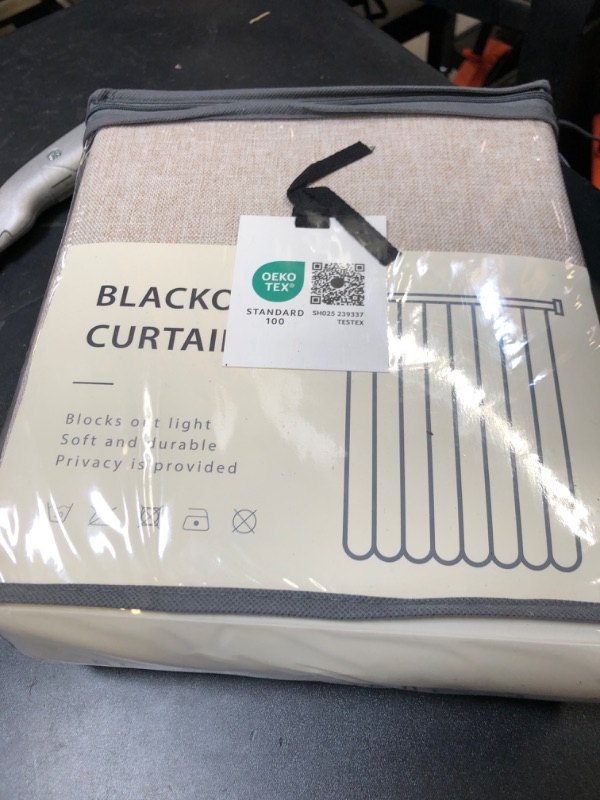 OEKO
TEX®
STANDARD
100
SH025 239337
TESTEX
BLACKO
CURTAI
Blocks out light
Soft and durable
Privacy is provided